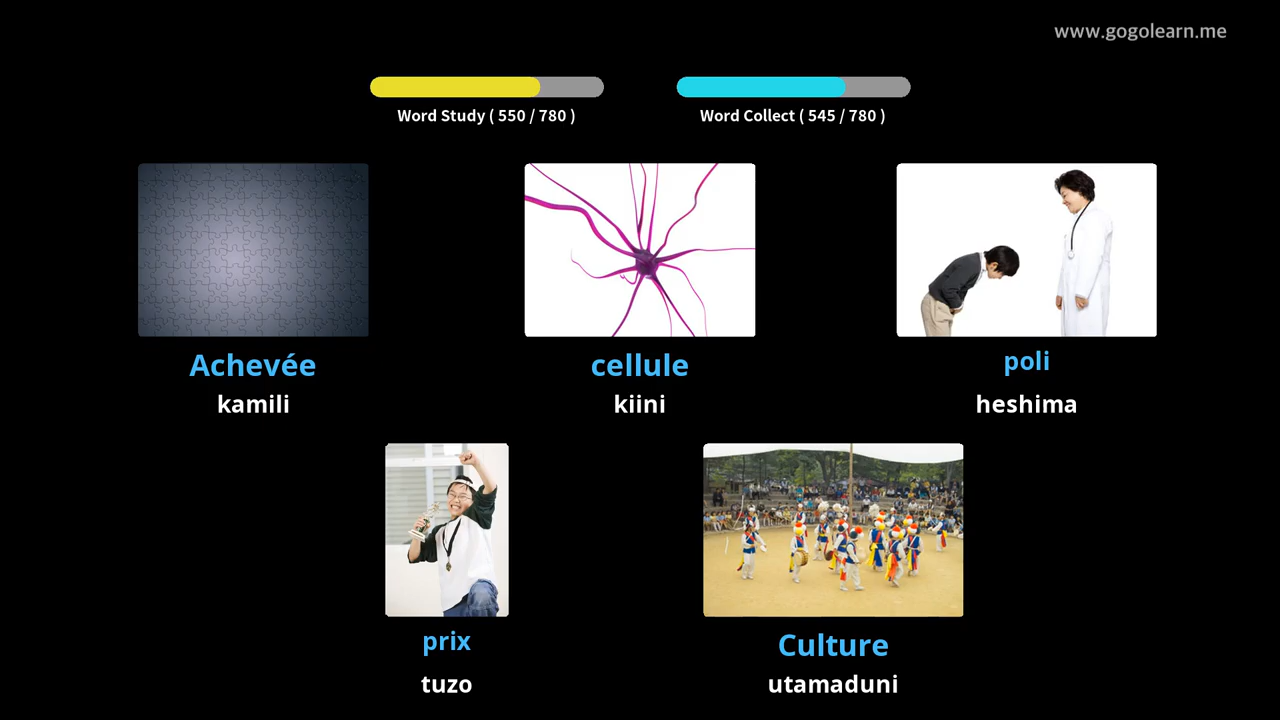 www.gogolearn.me
Word Study ( 550 / 780 )
Word Collect ( 545 / 780 )
Achevée
kamili
cellule
kiini
poli
heshima
prix
tuzo
Culture
utamaduni